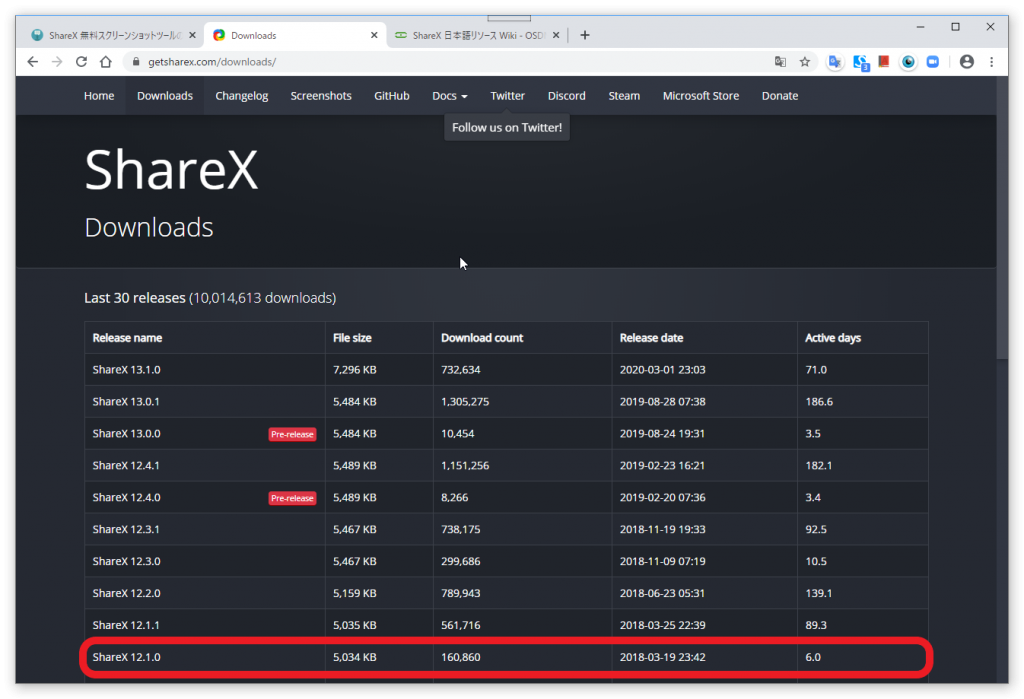 ShareX 無料スクリーンショットツールの
Downloads
ShareX 日本語リソース Wiki - OSD
getsharex.com/downloads/
3
Home Downloads Changelog Screenshots GitHub Docs Twitter Discord Steam Microsoft Store Donate
Follow us on Twitter!
ShareX
Downloads
Last 30 releases (10,014,613 downloads)
Release name File size Download count Release date Active days
ShareX 13.1.0 7,296 KB 732,634 2020-03-01 23:03 71.0
ShareX 13.0.1 5,484 KB 1,305,275 2019-08-28 07:38 186.6
ShareX 13.0.0 Pre-release 5,484 KB 10,454 2019-08-24 19:31 3.5
ShareX 12.4.1 5,489 KB 1,151,256 2019-02-23 16:21 182.1
ShareX 12.4.0 Pre-release 5,489 KB 8,266 2019-02-20 07:36 3.4
ShareX 12.3.1 5,467 KB 738,175 2018-11-19 19:33 92.5
ShareX 12.3.0 5,467 KB 299,686 2018-11-09 07:19 10.5
ShareX 12.2.0 5,159 KB 789,943 2018-06-23 05:31 139.1
ShareX 12.1.1 5,035 KB 561,716 2018-03-25 22:39 89.3
ShareX 12.1.0 5,034 KB 160,860 2018-03-19 23:42 6.0